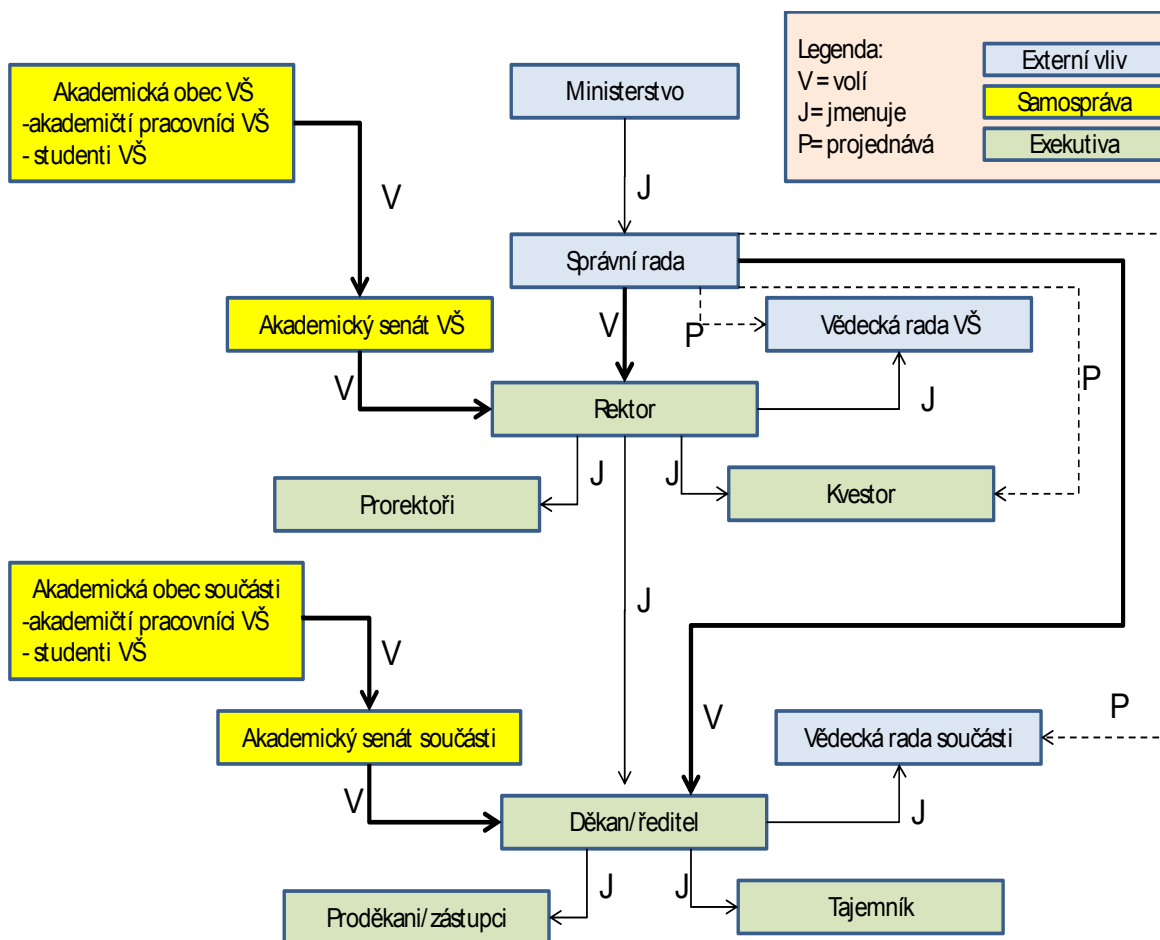 Legenda:
V = volí
J= jmenuje
P= projednává
Externí vliv
Samospráva
Exekutiva
Akademická obec VŠ
-akademičtí pracovníci VŠ
- studenti VŠ
Ministerstvo
V
J
Správní rada
Akademický senát VŠ
V
P
Vědecká rada VŠ
V
P
Rektor
J
J
J
Prorektoři
Kvestor
Akademická obec součásti
-akademičtí pracovníci VŠ
- studenti VŠ
J
V
V
P
Akademický senát součásti
Vědecká rada součásti
V
Děkan/ ředitel
J
J
J
Proděkani/ zástupci
Tajemník